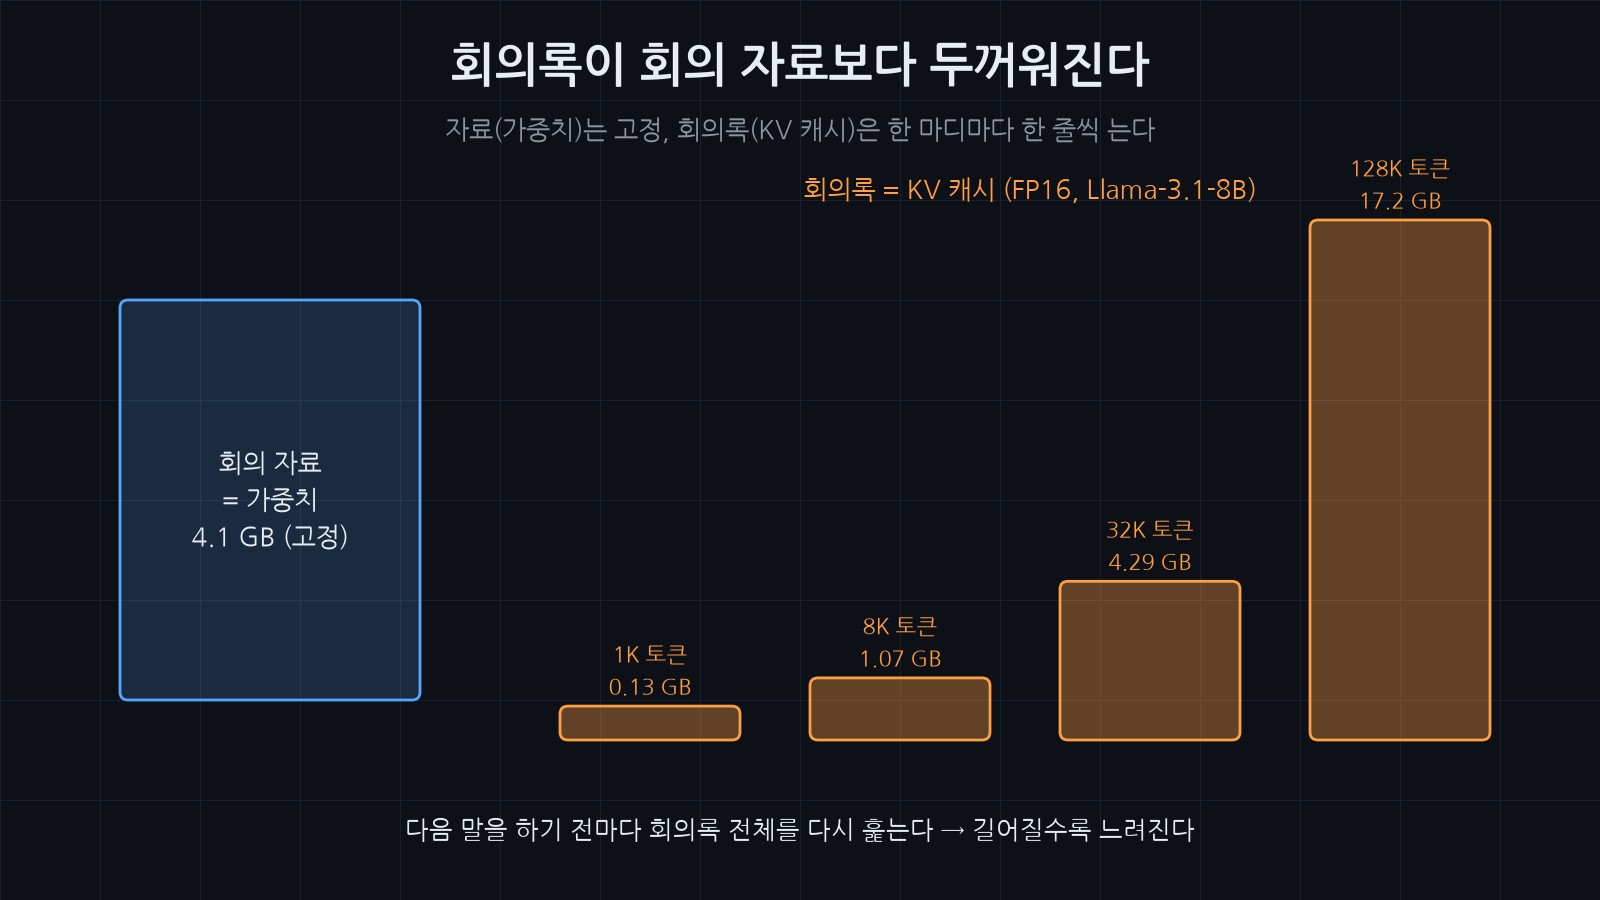 회의록이 회의 자료보다 두꺼워진다
자료(가중치)는 고정, 회의록(KV 캐시)은 한 마디마다 한 줄씩 는다
회의록 = KV 캐시 (FP16, Llama-3.1-8B)
128K 토큰
17.2 GB
회의 자료
= 가중치
4.1 GB (고정)
32K 토큰
4.29 GB
8K 토큰
1.07 GB
1K 토큰
0.13 GB
다음 말을 하기 전마다 회의록 전체를 다시 훑는다 → 길어질수록 느려진다